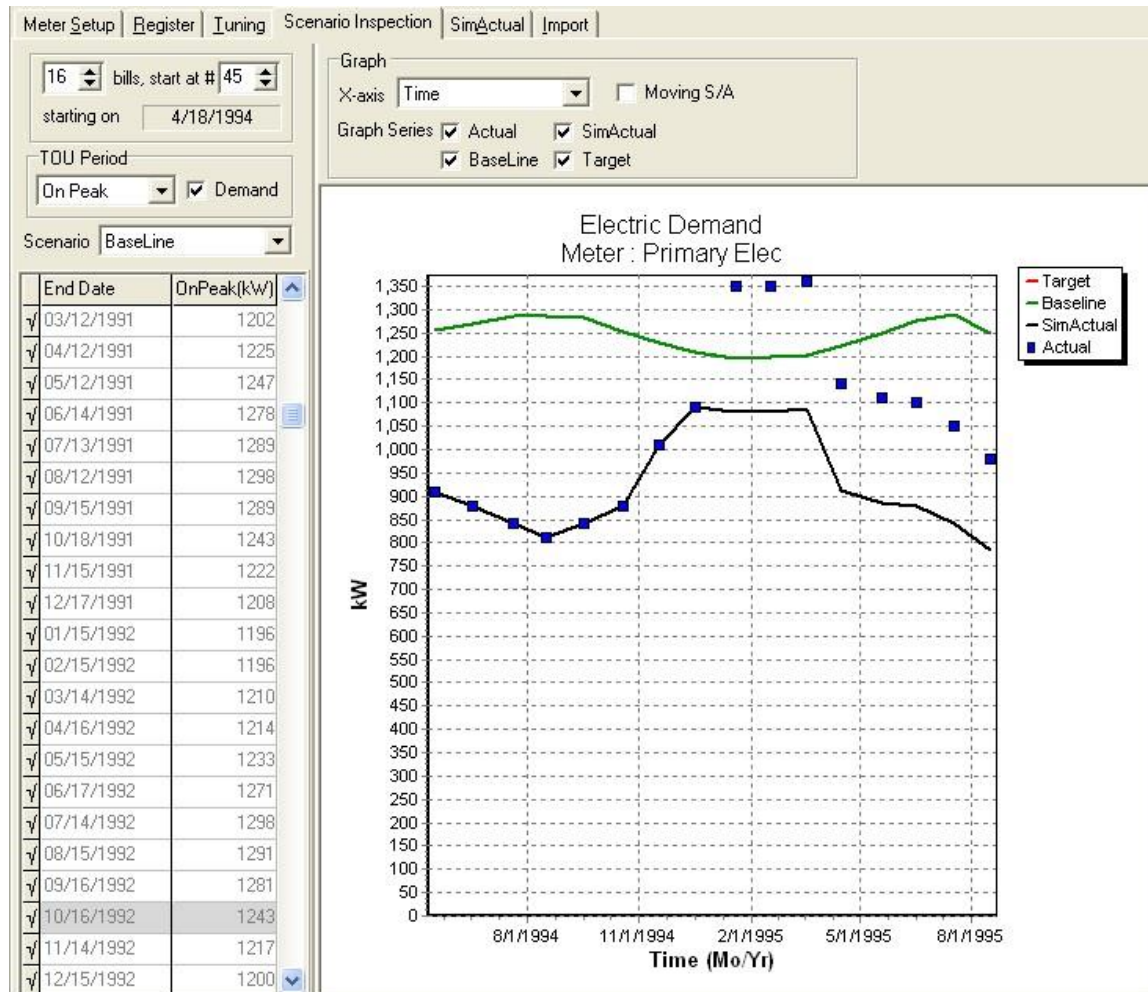 Meter Setup Register Tuning Scenario Inspection SimActual Import
16 bills, start at # 45
starting on 4/18/1994
TOU Period
On Peak Demand
Scenario BaseLine
End Date OnPeak(kW)
03/12/1991 1202
04/12/1991 1225
05/12/1991 1247
06/14/1991 1278
07/13/1991 1289
08/12/1991 1298
09/15/1991 1289
10/18/1991 1243
11/15/1991 1222
12/17/1991 1208
01/15/1992 1196
02/15/1992 1196
03/14/1992 1210
04/16/1992 1214
05/15/1992 1233
06/17/1992 1271
07/14/1992 1298
08/15/1992 1291
09/16/1992 1281
10/16/1992 1243
11/14/1992 1217
12/15/1992 1200
Graph
X-axis Time Moving S/A
Graph Series Actual SimActual
BaseLine Target
Electric Demand
Meter : Primary Elec
1,350
1,300
1,250
1,200
1,150
1,100
1,050
1,000
950
900
850
800
750
700
650
600
550
500
450
400
350
300
250
200
150
100
50
0
kW
8/1/1994 11/1/1994 2/1/1995 5/1/1995 8/1/1995
Time (Mo/Yr)
Target
Baseline
SimActual
Actual